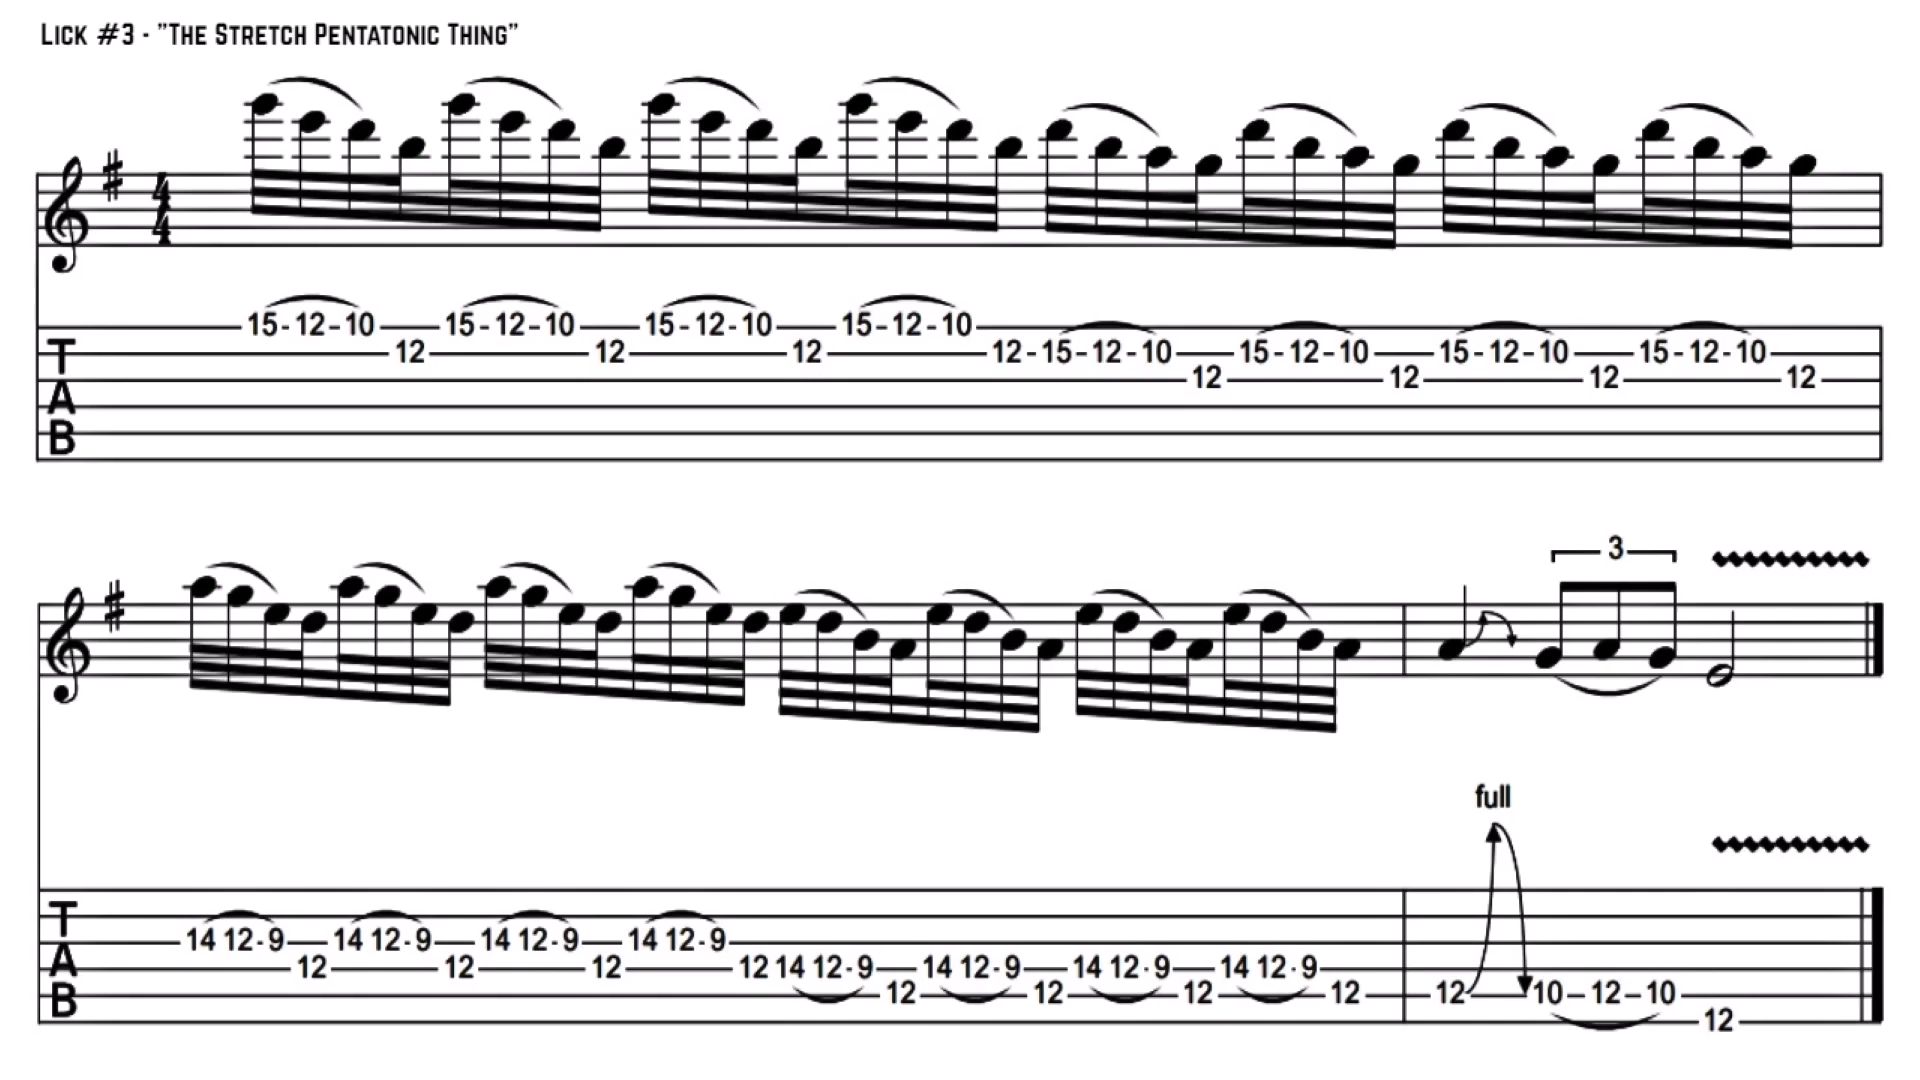 LICK #3 - "THE STRETCH PENTATONIC THING"
4
4
15-12-10 15-12-10 15-12-10 15-12-10
T 12 12 12 12-15-12-10 15-12-10 15-12-10 15-12-10
12 12 12 12
A
B
3
full
T
14 12-9 14 12-9 14 12-9 14 12-9
A 12 12 12 12 14 12-9 14 12-9 14 12-9 14 12-9
B 12 12 12 12 12 10-12-10
12